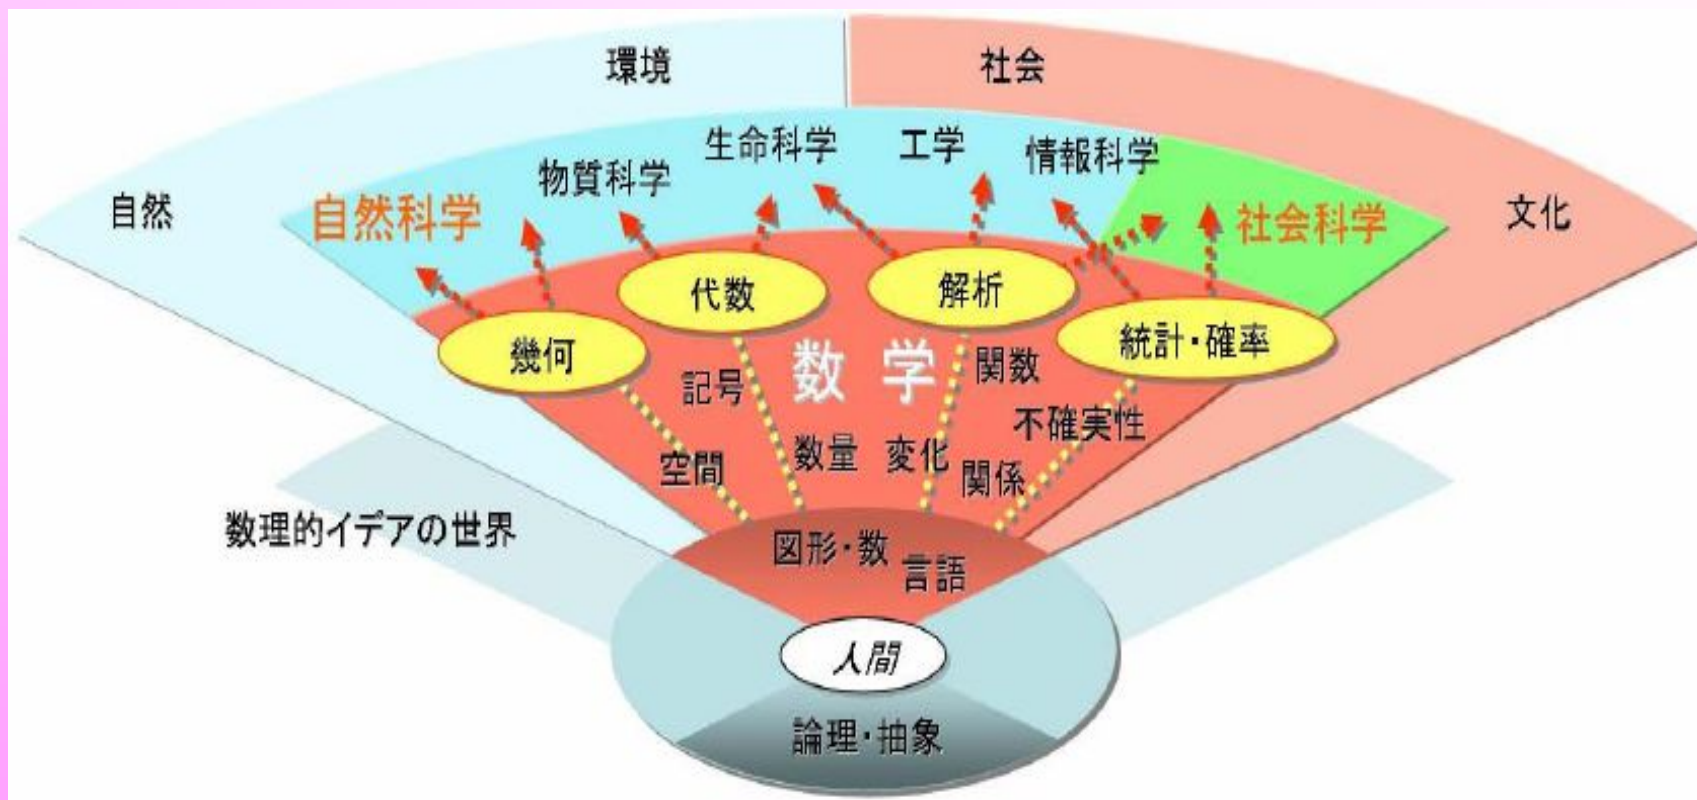 環境
社会
自然
自然科学
物質科学
生命科学
工学
情報科学
社会科学
文化
幾何
代数
解析
統計・確率
数学
記号
関数
空間
数量
変化
関係
不確実性
数理的イデアの世界
図形・数
言語
人間
論理・抽象